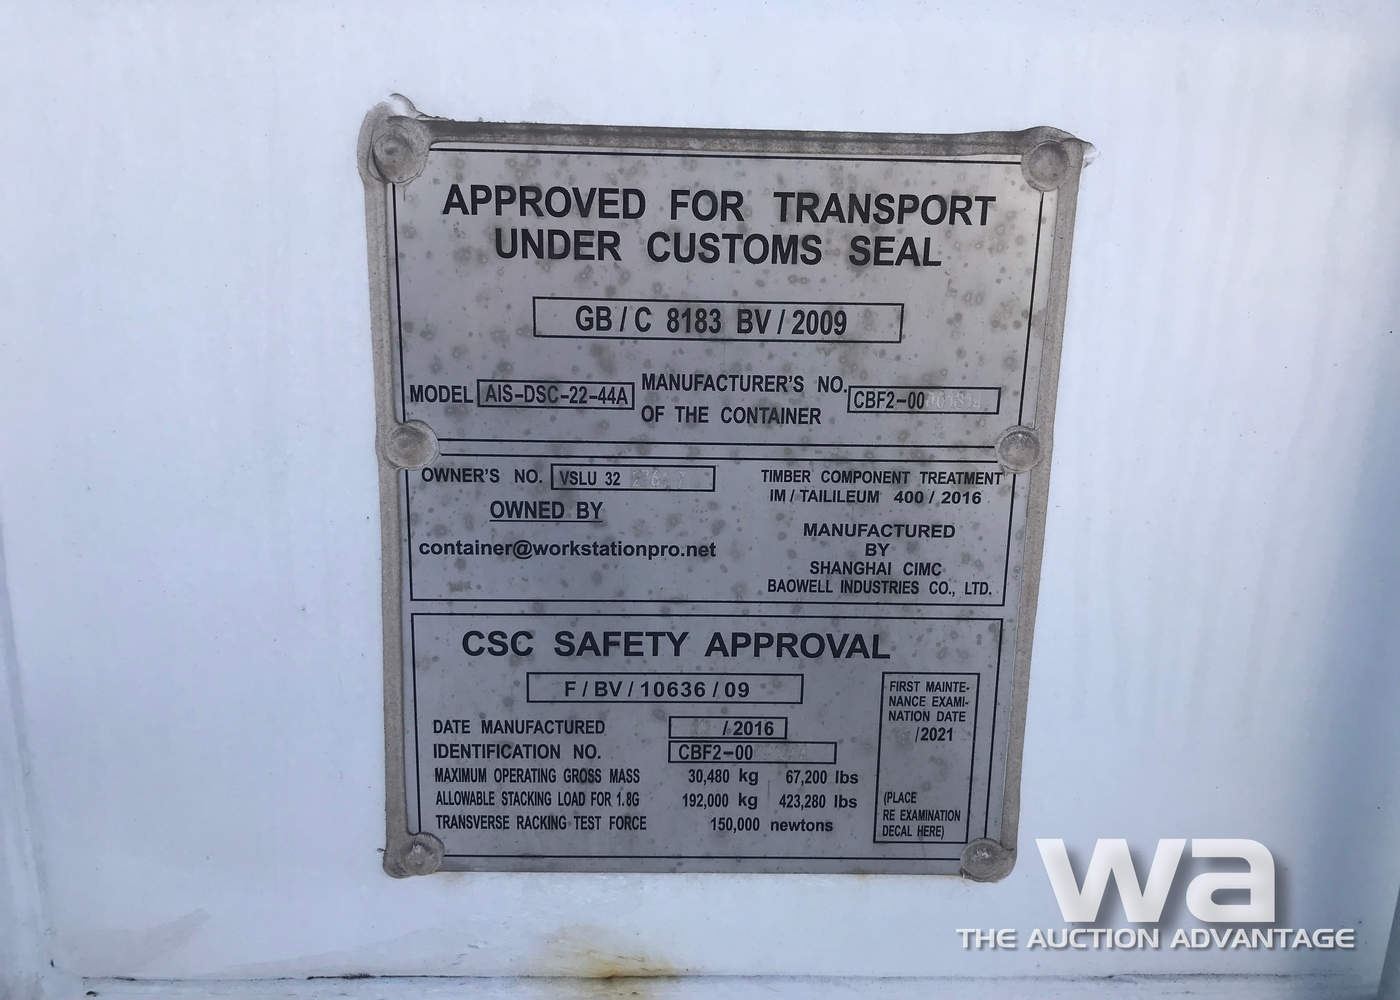 APPROVED FOR TRANSPORT
UNDER CUSTOMS SEAL
GB / C 8183 BV / 2009
MODEL AIS-DSC-22-44A
MANUFACTURER'S NO.
OF THE CONTAINER
CBF2-00
OWNER'S NO. VSLU 32
OWNED BY
container@workstationpro.net
TIMBER COMPONENT TREATMENT
IM / TAILILEUM 400 / 2016
MANUFACTURED
BY
SHANGHAI CIMC
BAOWELL INDUSTRIES CO., LTD.
CSC SAFETY APPROVAL
F / BV / 10636 / 09
DATE MANUFACTURED / 2016
IDENTIFICATION NO. CBF2-00
MAXIMUM OPERATING GROSS MASS 30,480 kg 67,200 lbs
ALLOWABLE STACKING LOAD FOR 1.8G 192,000 kg 423,280 lbs
TRANSVERSE RACKING TEST FORCE 150,000 newtons
FIRST MAINTE-
NANCE EXAMI-
NATION DATE
/2021
(PLACE
RE EXAMINATION
DECAL HERE)
wa
THE AUCTION ADVANTAGE